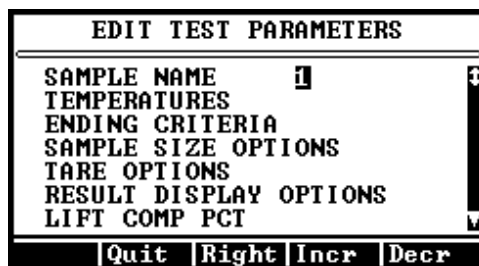 EDIT TEST PARAMETERS
SAMPLE NAME 1
TEMPERATURES
ENDING CRITERIA
SAMPLE SIZE OPTIONS
TARE OPTIONS
RESULT DISPLAY OPTIONS
LIFT COMP PCT
Quit Right Incr Decr